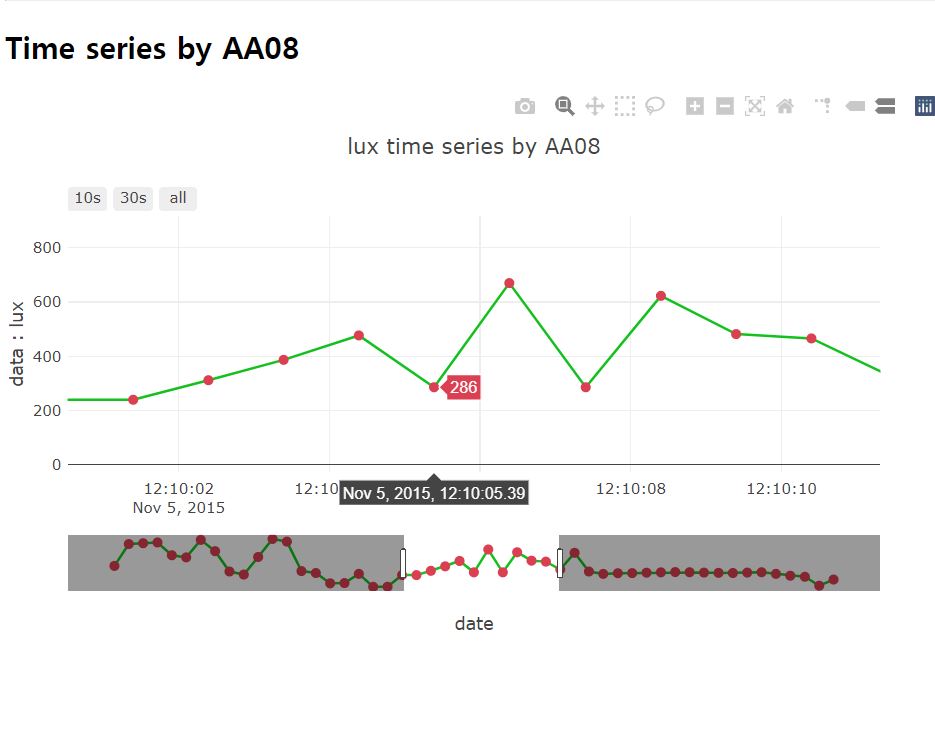 Time series by AA08
lux time series by AA08
10s 30s all
800
600
400
200
0
data : lux
286
12:10:02
Nov 5, 2015
12:10
Nov 5, 2015, 12:10:05.39
12:10:08
12:10:10
date